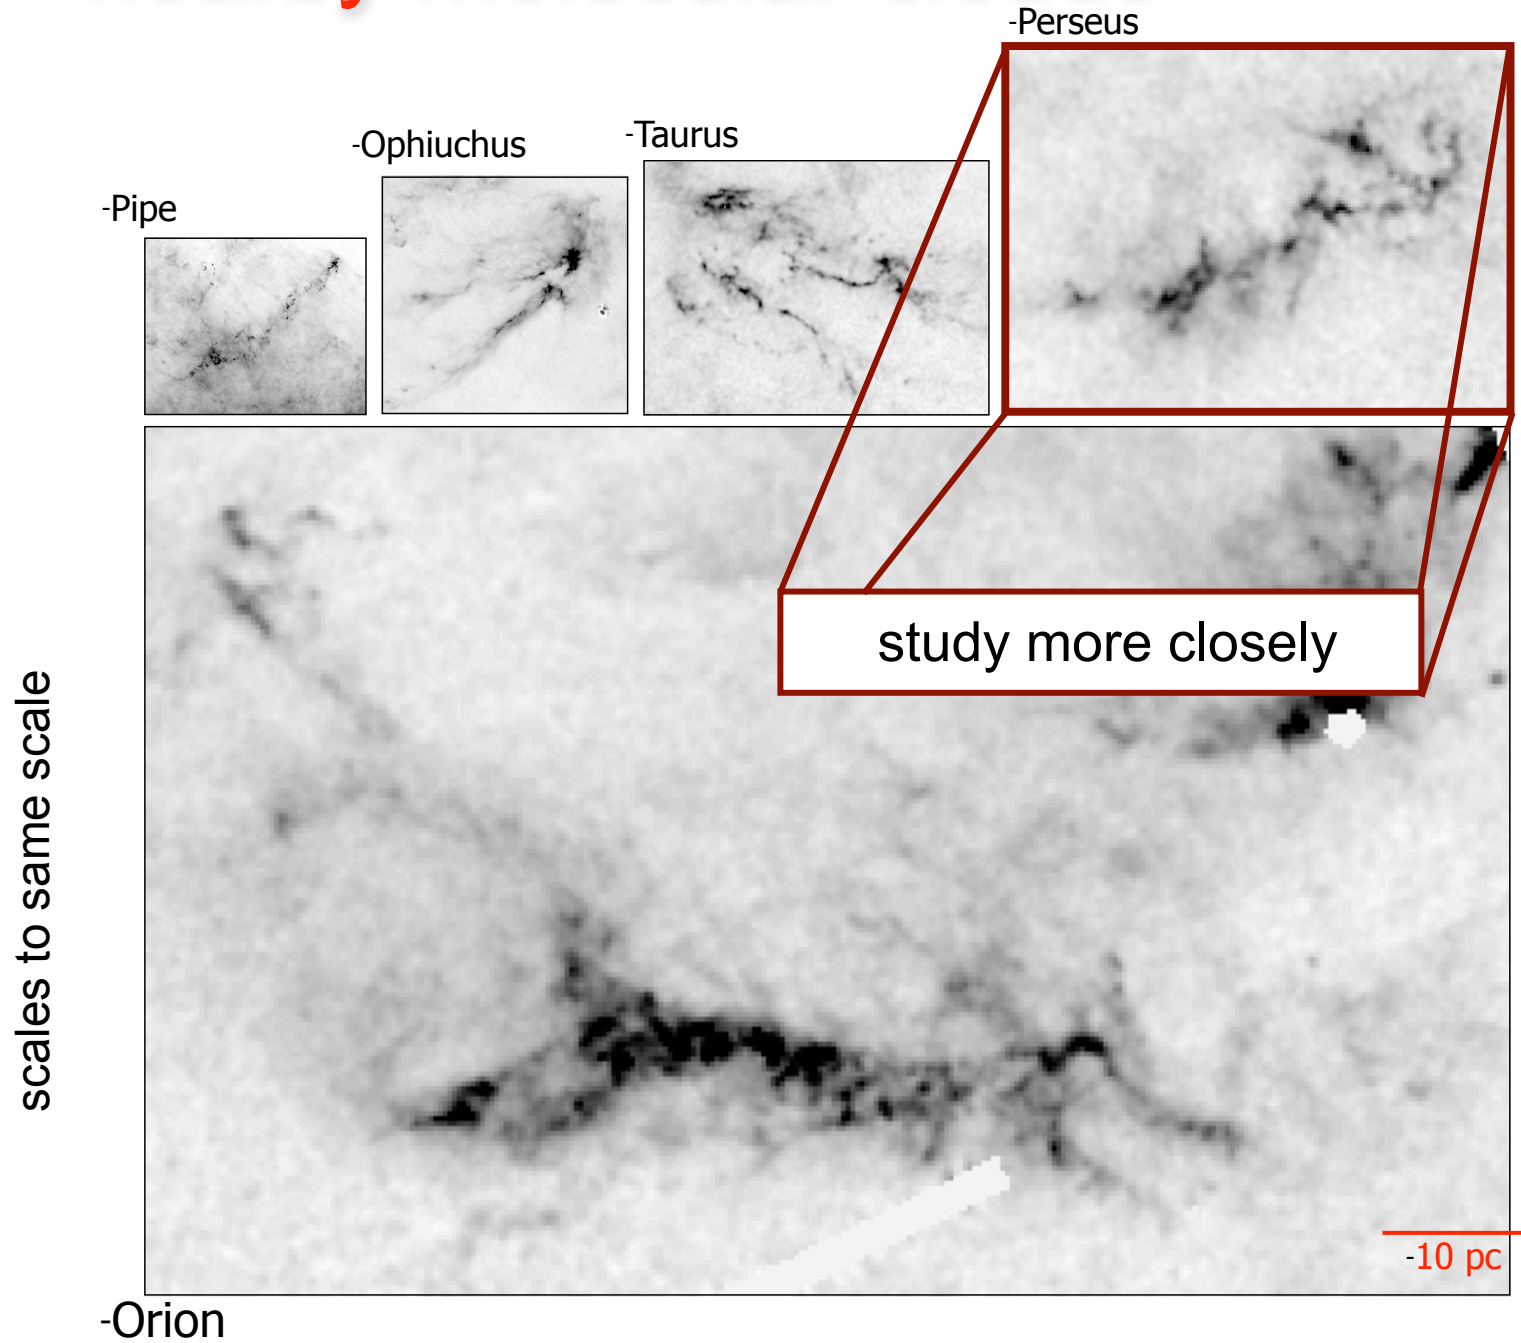 -Perseus
-Taurus
-Ophiuchus
-Pipe
study more closely
scales to same scale
-10 pc
-Orion